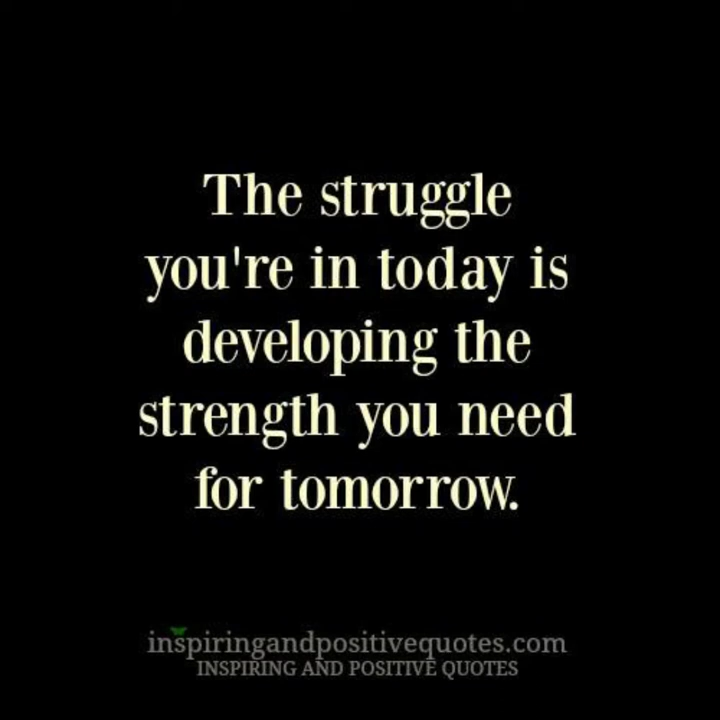 The struggle
you're in today is
developing the
strength you need
for tomorrow.
inspiringandpositivequotes.com
INSPIRING AND POSITIVE QUOTES